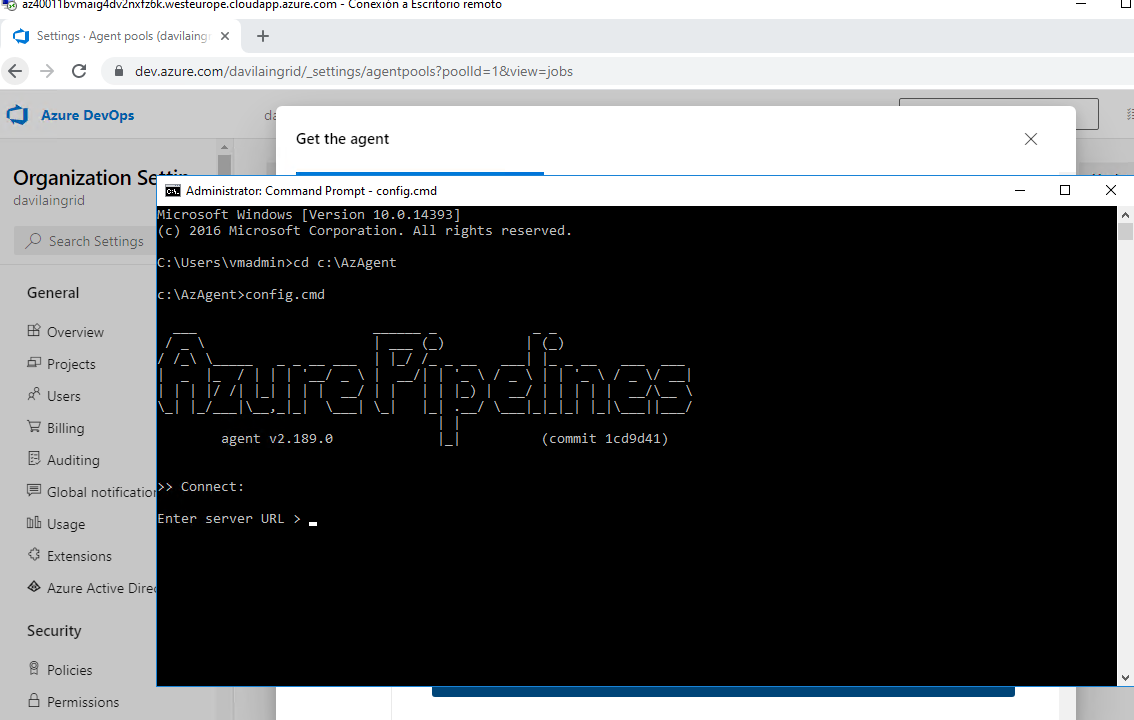 az40011bvmaig4dv2nxfz6k.westeurope.cloudapp.azure.com - Conexión a Escritorio remoto
Settings · Agent pools (davilaingri
dev.azure.com/davilaingrid/_settings/agentpools?poolId=1&view=jobs
Azure DevOps
da
Get the agent
Organization Settin
davilaingrid
Search Settings
General
Overview
Projects
Users
Billing
Auditing
Global notification
Usage
Extensions
Azure Active Direc
Security
Policies
Permissions
Administrator: Command Prompt - config.cmd
Microsoft Windows [Version 10.0.14393]
(c) 2016 Microsoft Corporation. All rights reserved.
C:\Users\vmadmin>cd c:\AzAgent
c:\AzAgent>config.cmd
Azure Pipelines
agent v2.189.0 (commit 1cd9d41)
>> Connect:
Enter server URL >